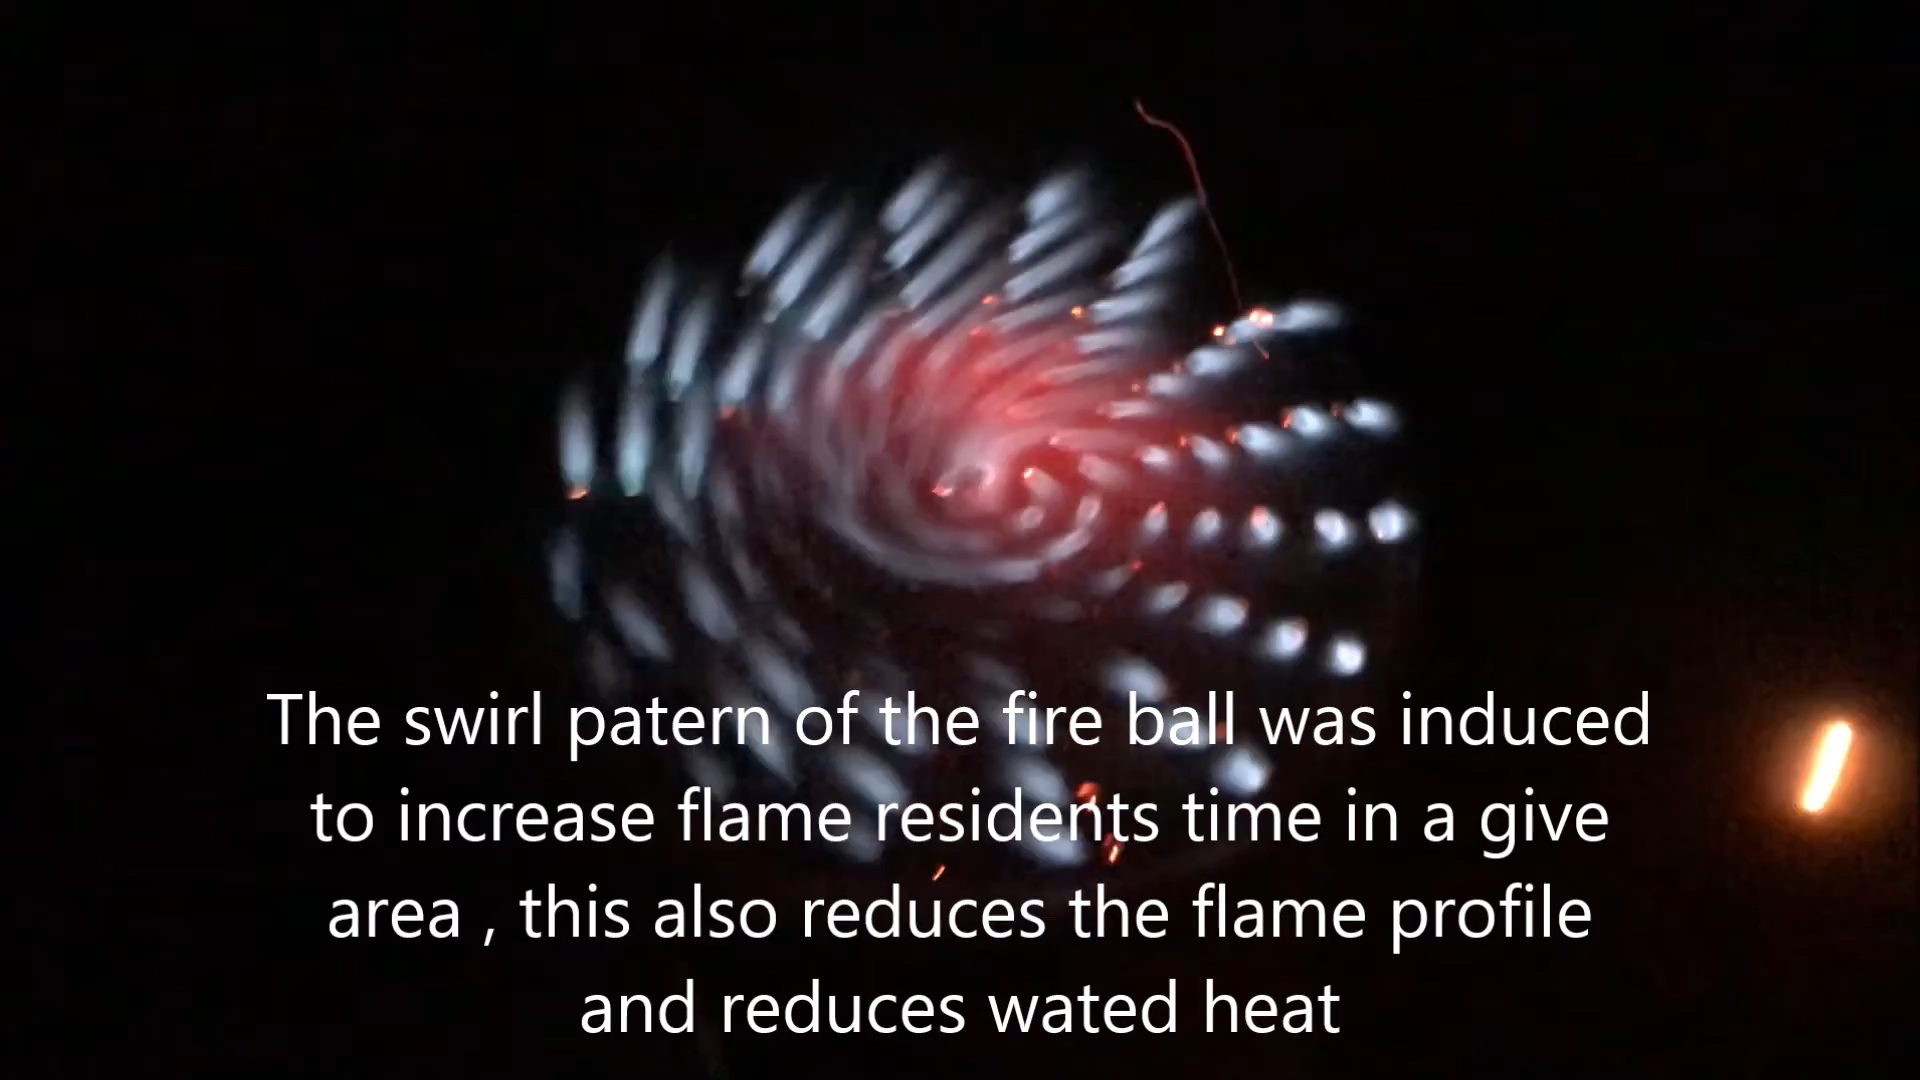 The swirl patern of the fire ball was induced
to increase flame residents time in a give
area , this also reduces the flame profile
and reduces wated heat